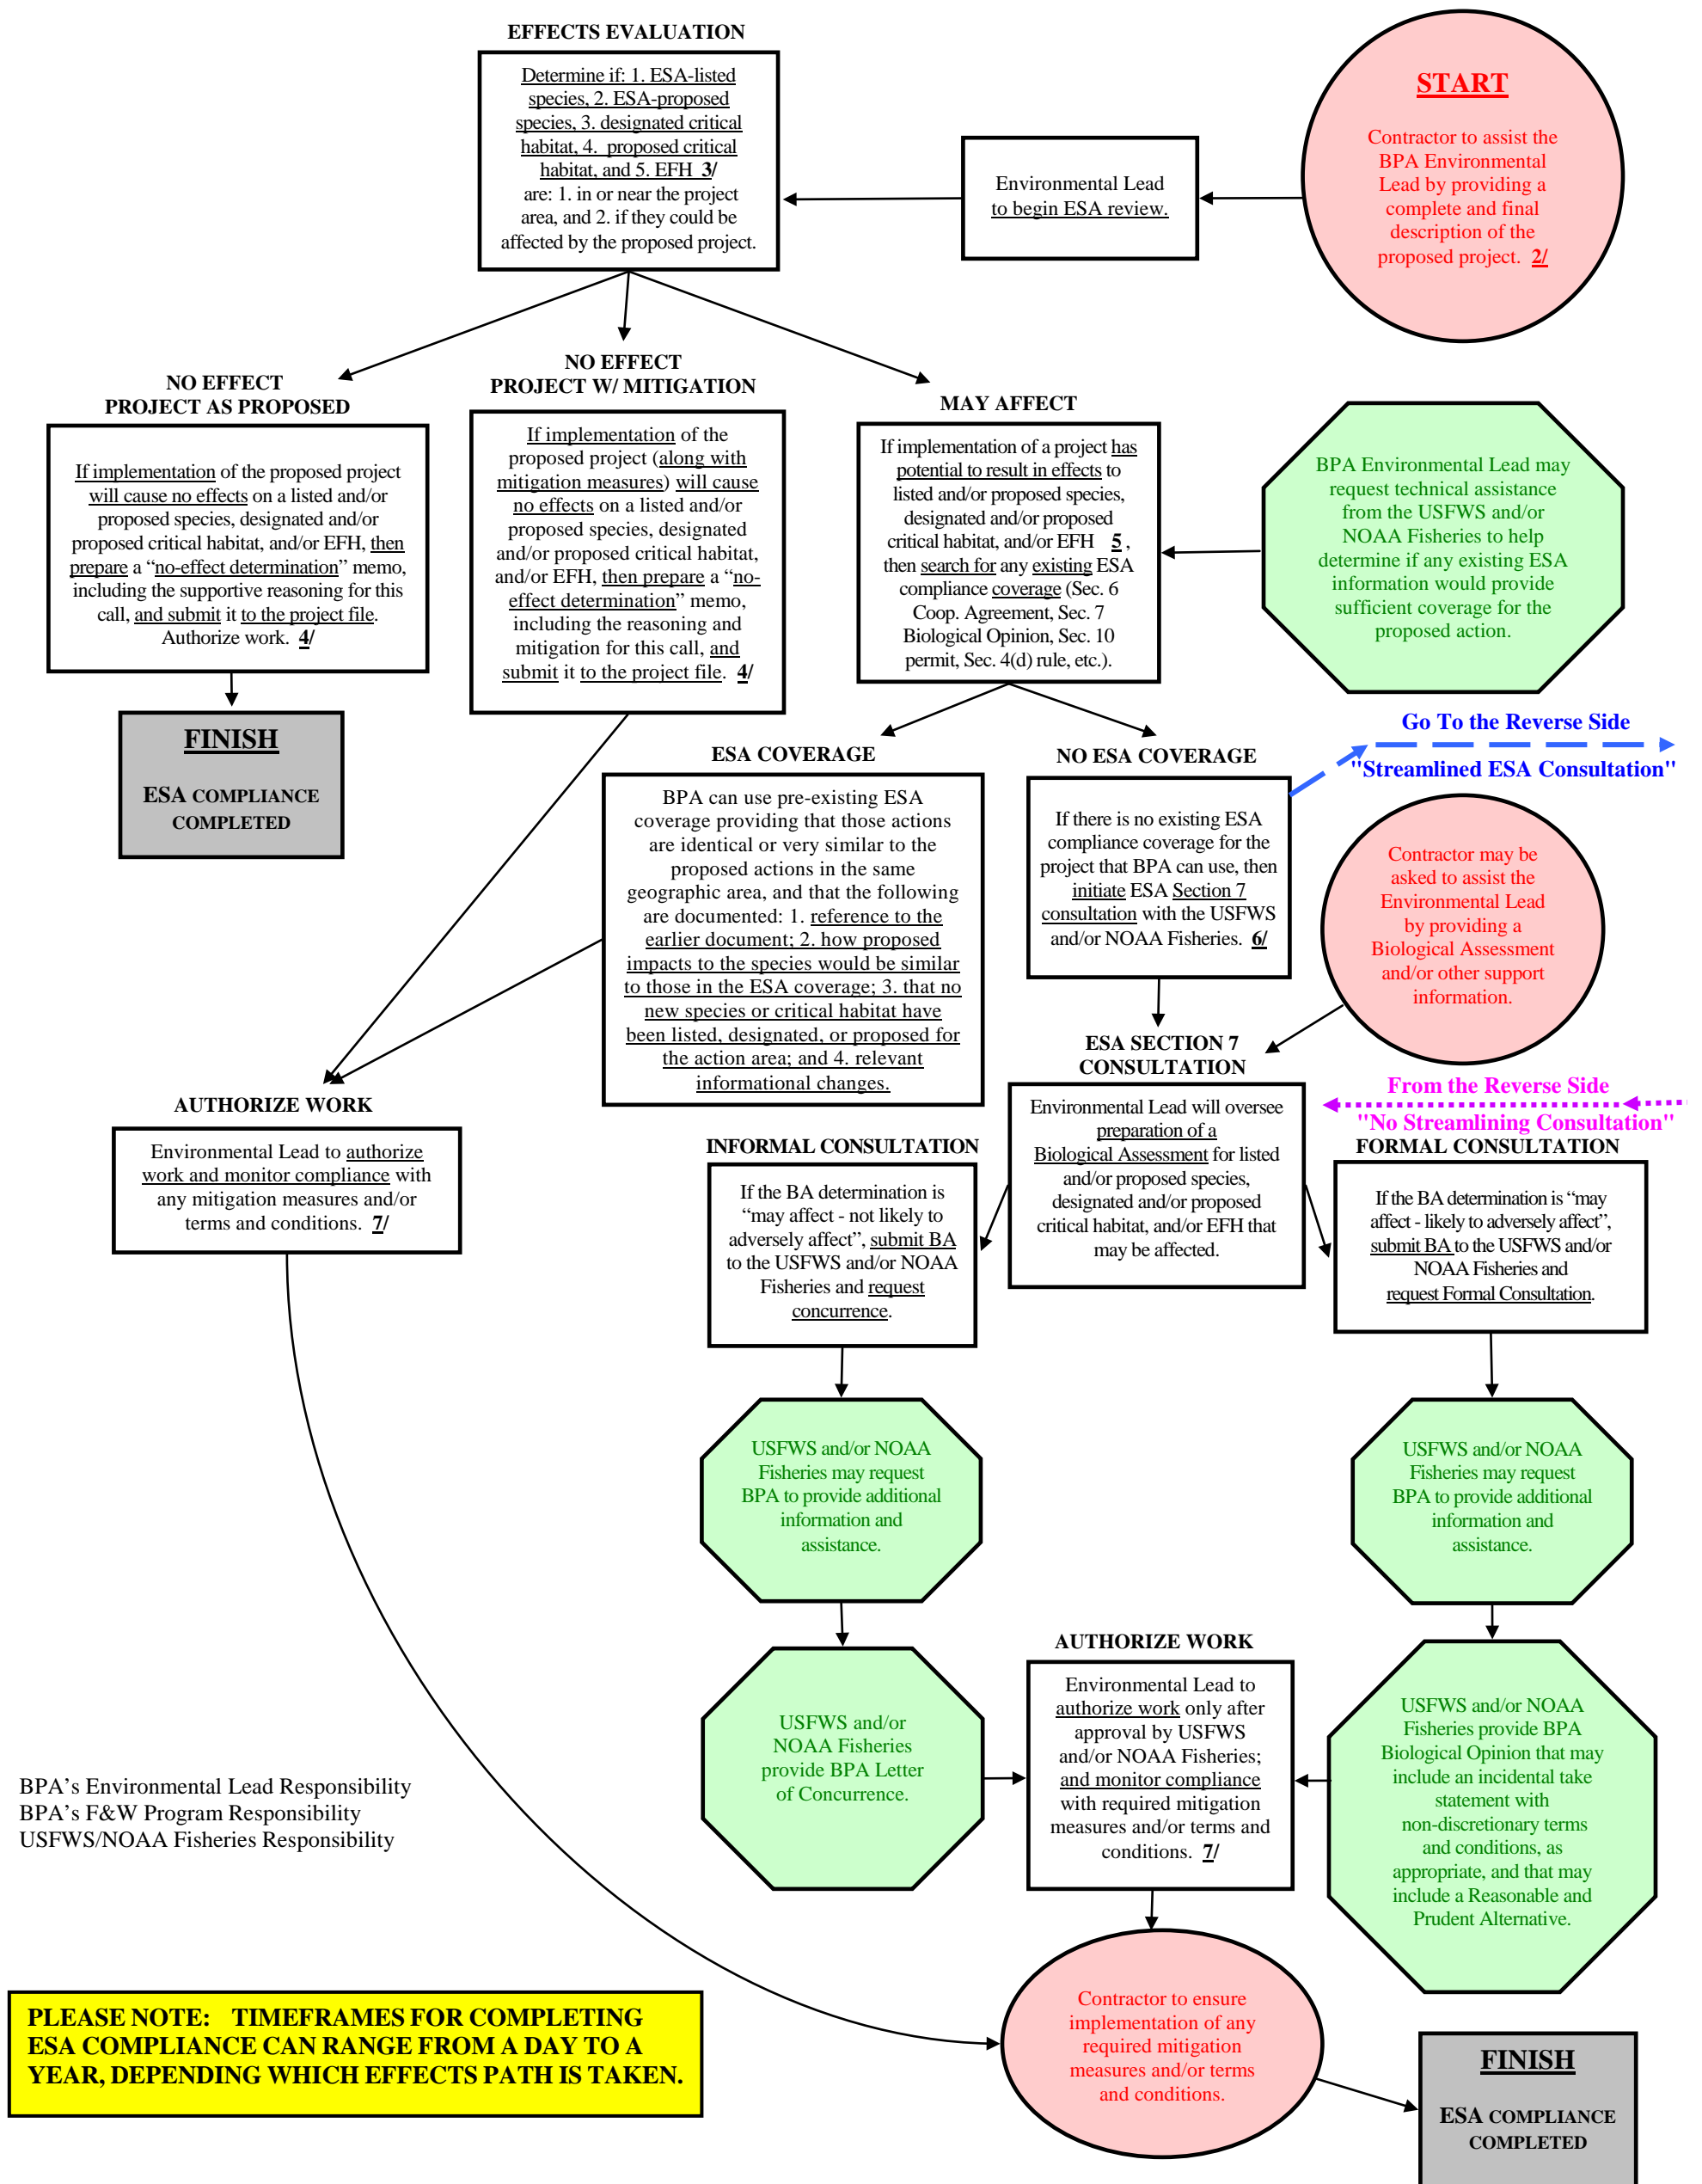 EFFECTS EVALUATION
Determine if: 1. ESA-listed
species, 2. ESA-proposed
species, 3. designated critical
habitat, 4. proposed critical
habitat, and 5. EFH 3/
are: 1. in or near the project
area, and 2. if they could be
affected by the proposed project.
Environmental Lead
to begin ESA review.
START
Contractor to assist the
BPA Environmental
Lead by providing a
complete and final
description of the
proposed project. 2/
NO EFFECT
PROJECT AS PROPOSED
If implementation of the proposed project
will cause no effects on a listed and/or
proposed species, designated and/or
proposed critical habitat, and/or EFH, then
prepare a “no-effect determination” memo,
including the supportive reasoning for this
call, and submit it to the project file.
Authorize work. 4/
FINISH
ESA COMPLIANCE
COMPLETED
NO EFFECT
PROJECT W/ MITIGATION
If implementation of the
proposed project (along with
mitigation measures) will cause
no effects on a listed and/or
proposed species, designated
and/or proposed critical habitat,
and/or EFH, then prepare a “no-
effect determination” memo,
including the reasoning and
mitigation for this call, and
submit it to the project file. 4/
MAY AFFECT
If implementation of a project has
potential to result in effects to
listed and/or proposed species,
designated and/or proposed
critical habitat, and/or EFH 5 ,
then search for any existing ESA
compliance coverage (Sec. 6
Coop. Agreement, Sec. 7
Biological Opinion, Sec. 10
permit, Sec. 4(d) rule, etc.).
BPA Environmental Lead may
request technical assistance
from the USFWS and/or
NOAA Fisheries to help
determine if any existing ESA
information would provide
sufficient coverage for the
proposed action.
Go To the Reverse Side
"Streamlined ESA Consultation"
ESA COVERAGE
BPA can use pre-existing ESA
coverage providing that those actions
are identical or very similar to the
proposed actions in the same
geographic area, and that the following
are documented: 1. reference to the
earlier document; 2. how proposed
impacts to the species would be similar
to those in the ESA coverage; 3. that no
new species or critical habitat have
been listed, designated, or proposed for
the action area; and 4. relevant
informational changes.
NO ESA COVERAGE
If there is no existing ESA
compliance coverage for the
project that BPA can use, then
initiate ESA Section 7
consultation with the USFWS
and/or NOAA Fisheries. 6/
Contractor may be
asked to assist the
Environmental Lead
by providing a
Biological Assessment
and/or other support
information.
ESA SECTION 7
CONSULTATION
Environmental Lead will oversee
preparation of a
Biological Assessment for listed
and/or proposed species,
designated and/or proposed
critical habitat, and/or EFH that
may be affected.
From the Reverse Side
"No Streamlining Consultation"
AUTHORIZE WORK
Environmental Lead to authorize
work and monitor compliance with
any mitigation measures and/or
terms and conditions. 7/
INFORMAL CONSULTATION
If the BA determination is
“may affect - not likely to
adversely affect”, submit BA
to the USFWS and/or NOAA
Fisheries and request
concurrence.
FORMAL CONSULTATION
If the BA determination is “may
affect - likely to adversely affect”,
submit BA to the USFWS and/or
NOAA Fisheries and
request Formal Consultation.
USFWS and/or NOAA
Fisheries may request
BPA to provide additional
information and
assistance.
USFWS and/or NOAA
Fisheries may request
BPA to provide additional
information and
assistance.
USFWS and/or
NOAA Fisheries
provide BPA Letter
of Concurrence.
AUTHORIZE WORK
Environmental Lead to
authorize work only after
approval by USFWS
and/or NOAA Fisheries;
and monitor compliance
with required mitigation
measures and/or terms and
conditions. 7/
USFWS and/or NOAA
Fisheries provide BPA
Biological Opinion that may
include an incidental take
statement with
non-discretionary terms
and conditions, as
appropriate, and that may
include a Reasonable and
Prudent Alternative.
BPA’s Environmental Lead Responsibility
BPA’s F&W Program Responsibility
USFWS/NOAA Fisheries Responsibility
PLEASE NOTE: TIMEFRAMES FOR COMPLETING
ESA COMPLIANCE CAN RANGE FROM A DAY TO A
YEAR, DEPENDING WHICH EFFECTS PATH IS TAKEN.
Contractor to ensure
implementation of any
required mitigation
measures and/or terms
and conditions.
FINISH
ESA COMPLIANCE
COMPLETED